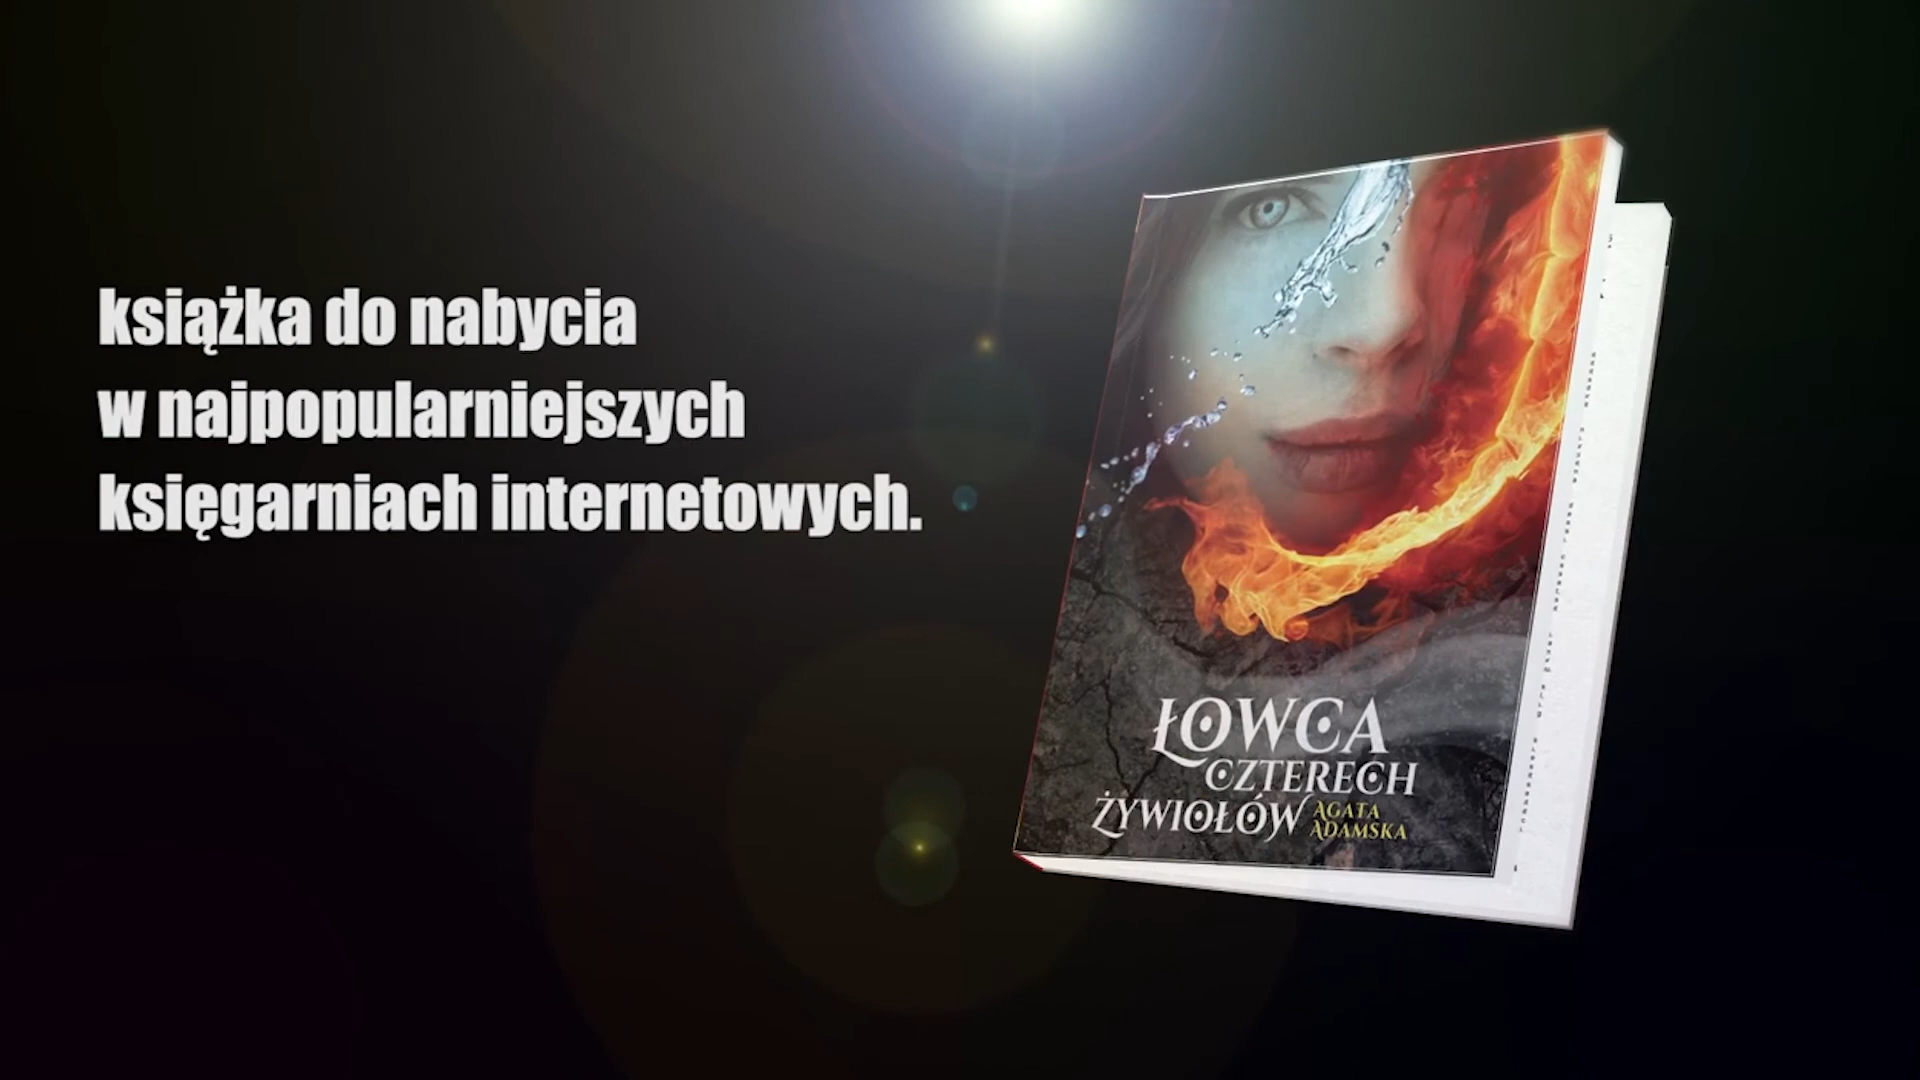 książka do nabycia
w najpopularniejszych
księgarniach internetowych.
ŁOWCA
CZTERECH
ŻYWIOŁÓW
AGATA
ADAMSKA